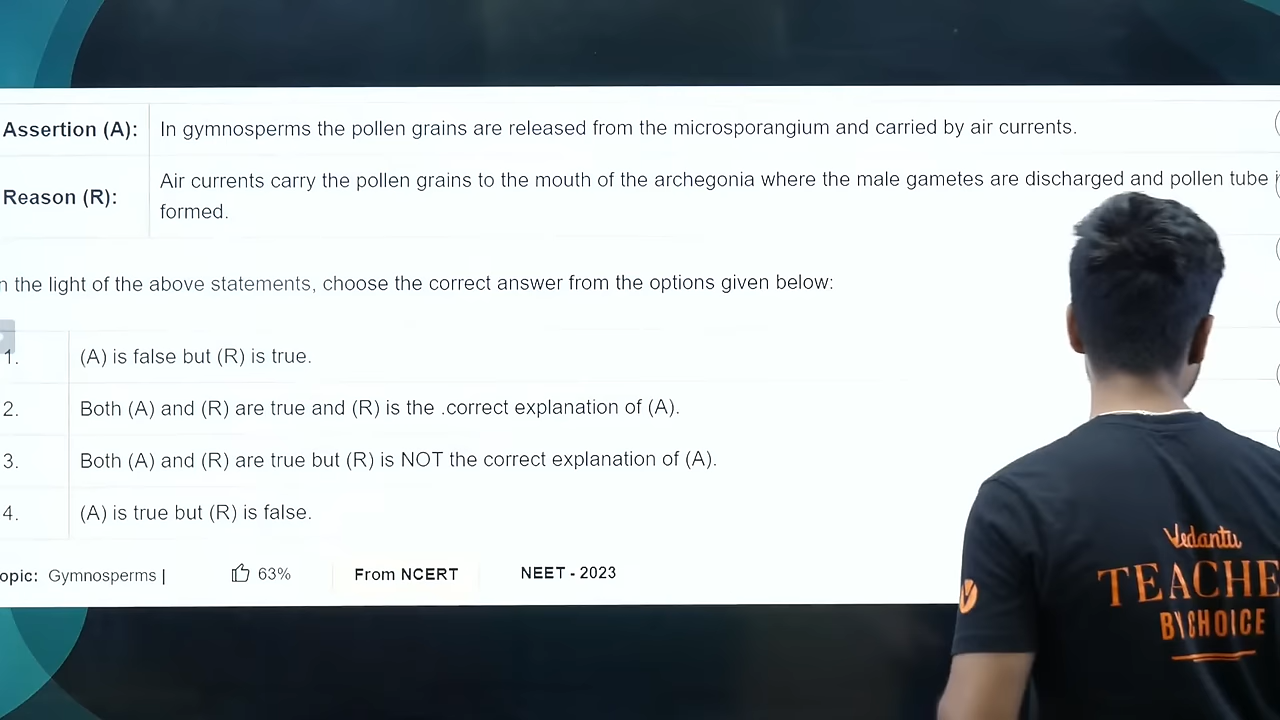 Assertion (A): In gymnosperms the pollen grains are released from the microsporangium and carried by air currents.
Reason (R): Air currents carry the pollen grains to the mouth of the archegonia where the male gametes are discharged and pollen tube
formed.
the light of the above statements, choose the correct answer from the options given below:
1. (A) is false but (R) is true.
2. Both (A) and (R) are true and (R) is the .correct explanation of (A).
3. Both (A) and (R) are true but (R) is NOT the correct explanation of (A).
4. (A) is true but (R) is false.
opic: Gymnosperms | 63% From NCERT NEET - 2023
Vedantu
TEACHE
BY CHOICE